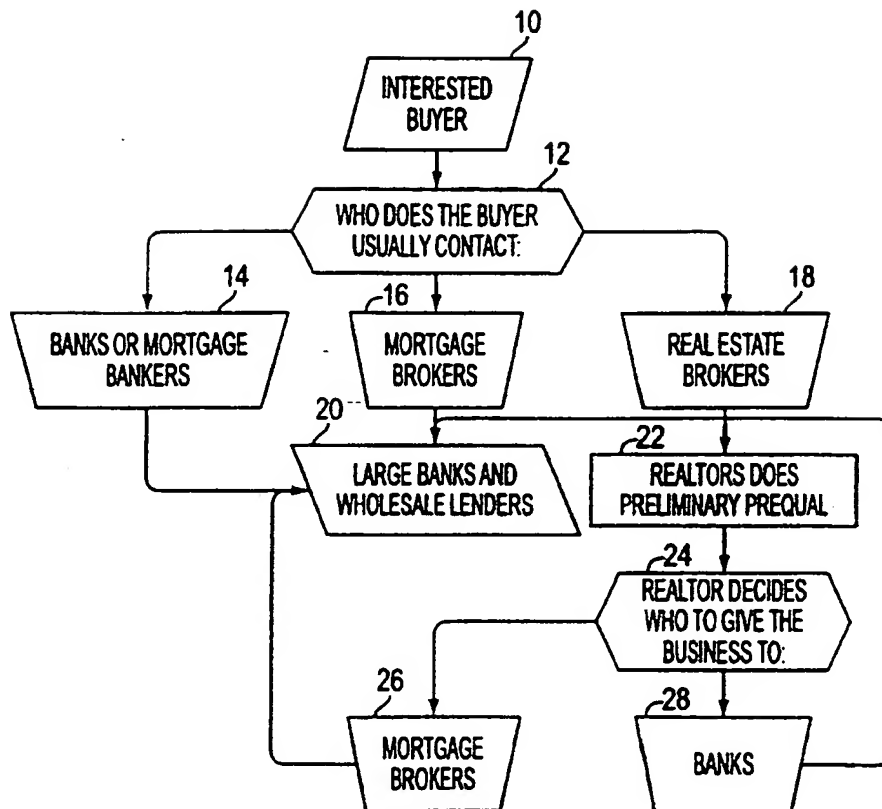 10
INTERESTED
BUYER
12
WHO DOES THE BUYER
USUALLY CONTACT:
14
BANKS OR MORTGAGE
BANKERS
16
MORTGAGE
BROKERS
18
REAL ESTATE
BROKERS
20
LARGE BANKS AND
WHOLESALE LENDERS
22
REALTORS DOES
PRELIMINARY PREQUAL
24
REALTOR DECIDES
WHO TO GIVE THE
BUSINESS TO:
26
MORTGAGE
BROKERS
28
BANKS